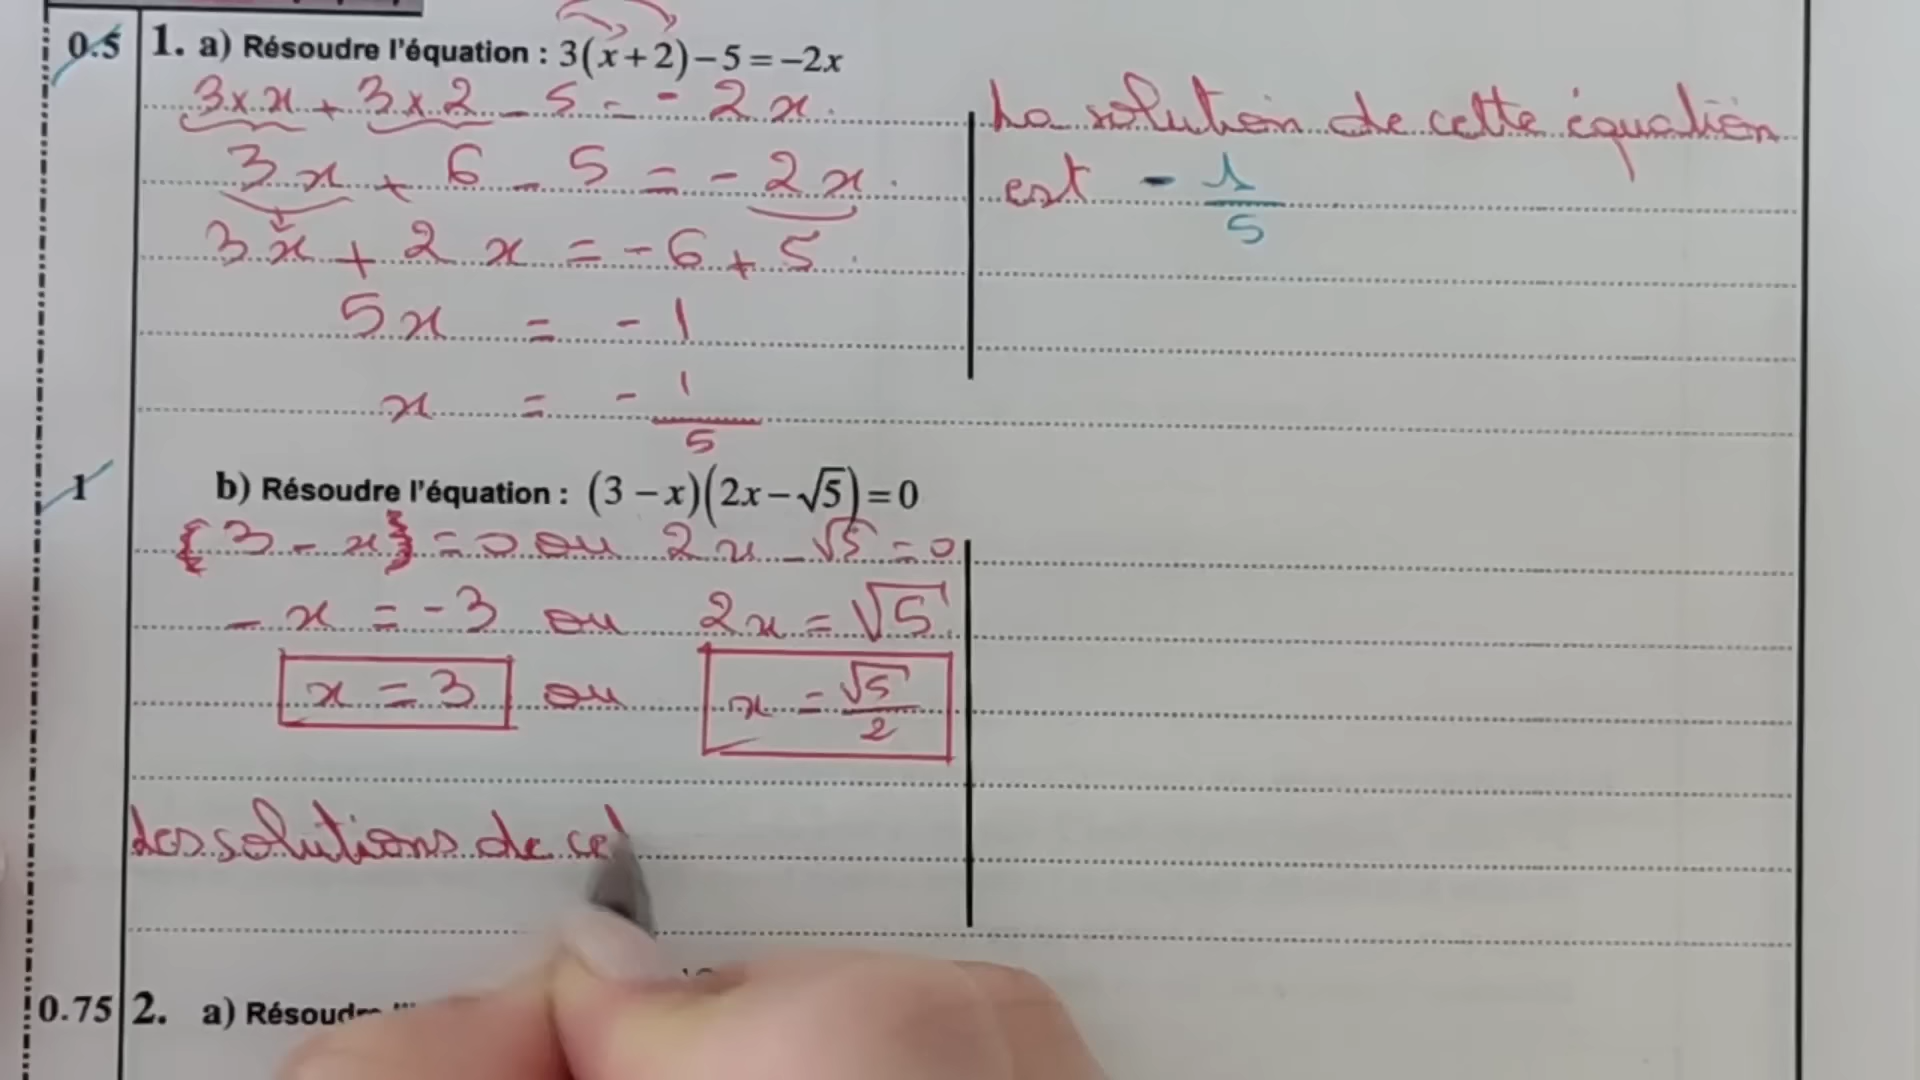 0.5 1. a) Résoudre l'équation : 3(x+2)−5=−2x
3×x + 3×2 − 5 = − 2x.
3x + 6 − 5 = − 2x.
3x + 2x = − 6 + 5.
5x = − 1
x = − 1/5
La solution de cette équation
est − 1/5
1 b) Résoudre l'équation : (3−x)(2x−√5)=0
{3 − x} = 0 ou 2x − √5 = 0
− x = − 3 ou 2x = √5
x = 3 ou x = √5/2
Les solutions de cet
0.75 2. a)